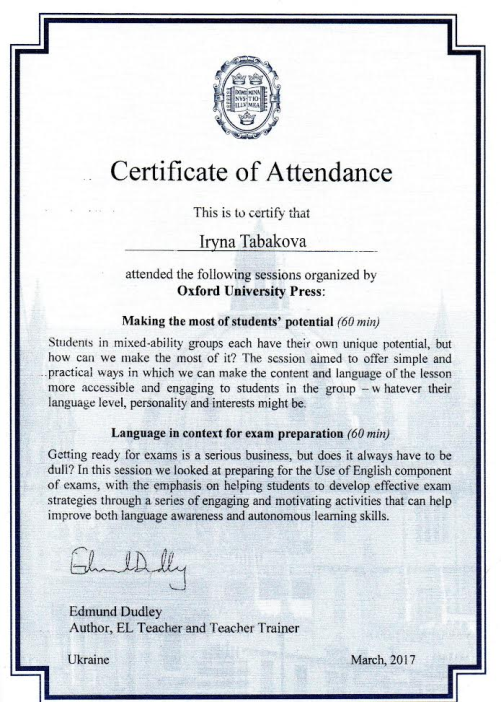 DOMI MINA
NVS TIO
ILLV MEA
Certificate of Attendance
This is to certify that
Iryna Tabakova
attended the following sessions organized by
Oxford University Press:
Making the most of students' potential (60 min)
Students in mixed-ability groups each have their own unique potential, but
how can we make the most of it? The session aimed to offer simple and
practical ways in which we can make the content and language of the lesson
more accessible and engaging to students in the group – w hatever their
language level, personality and interests might be.
Language in context for exam preparation (60 min)
Getting ready for exams is a serious business, but does it always have to be
dull? In this session we looked at preparing for the Use of English component
of exams, with the emphasis on helping students to develop effective exam
strategies through a series of engaging and motivating activities that can help
improve both language awareness and autonomous learning skills.
Edmund Dudley
Edmund Dudley
Author, EL Teacher and Teacher Trainer
Ukraine March, 2017